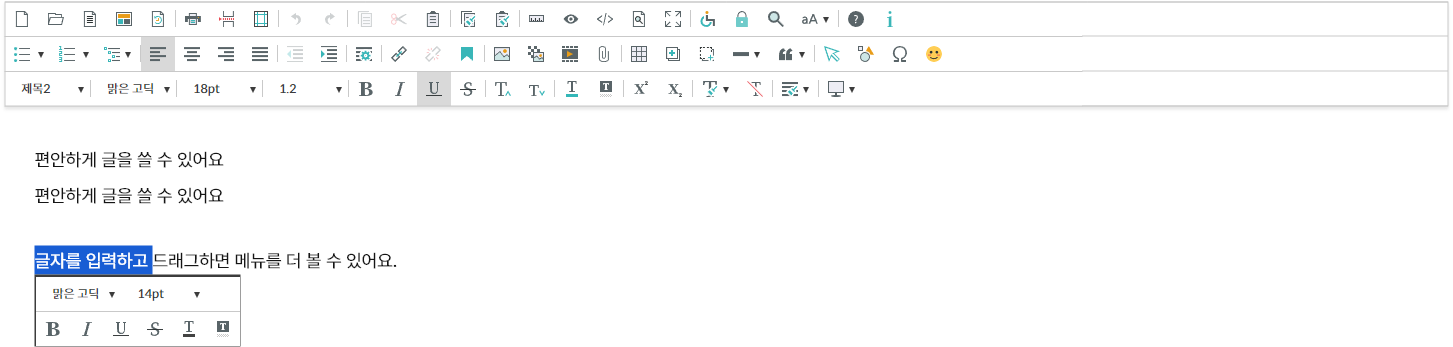 aA
제목2 맑은 고딕 18pt 1.2 B I U S T T T T X² X₂ T T
편안하게 글을 쓸 수 있어요
편안하게 글을 쓸 수 있어요
글자를 입력하고 드래그하면 메뉴를 더 볼 수 있어요.
맑은 고딕 14pt
B I U S T T